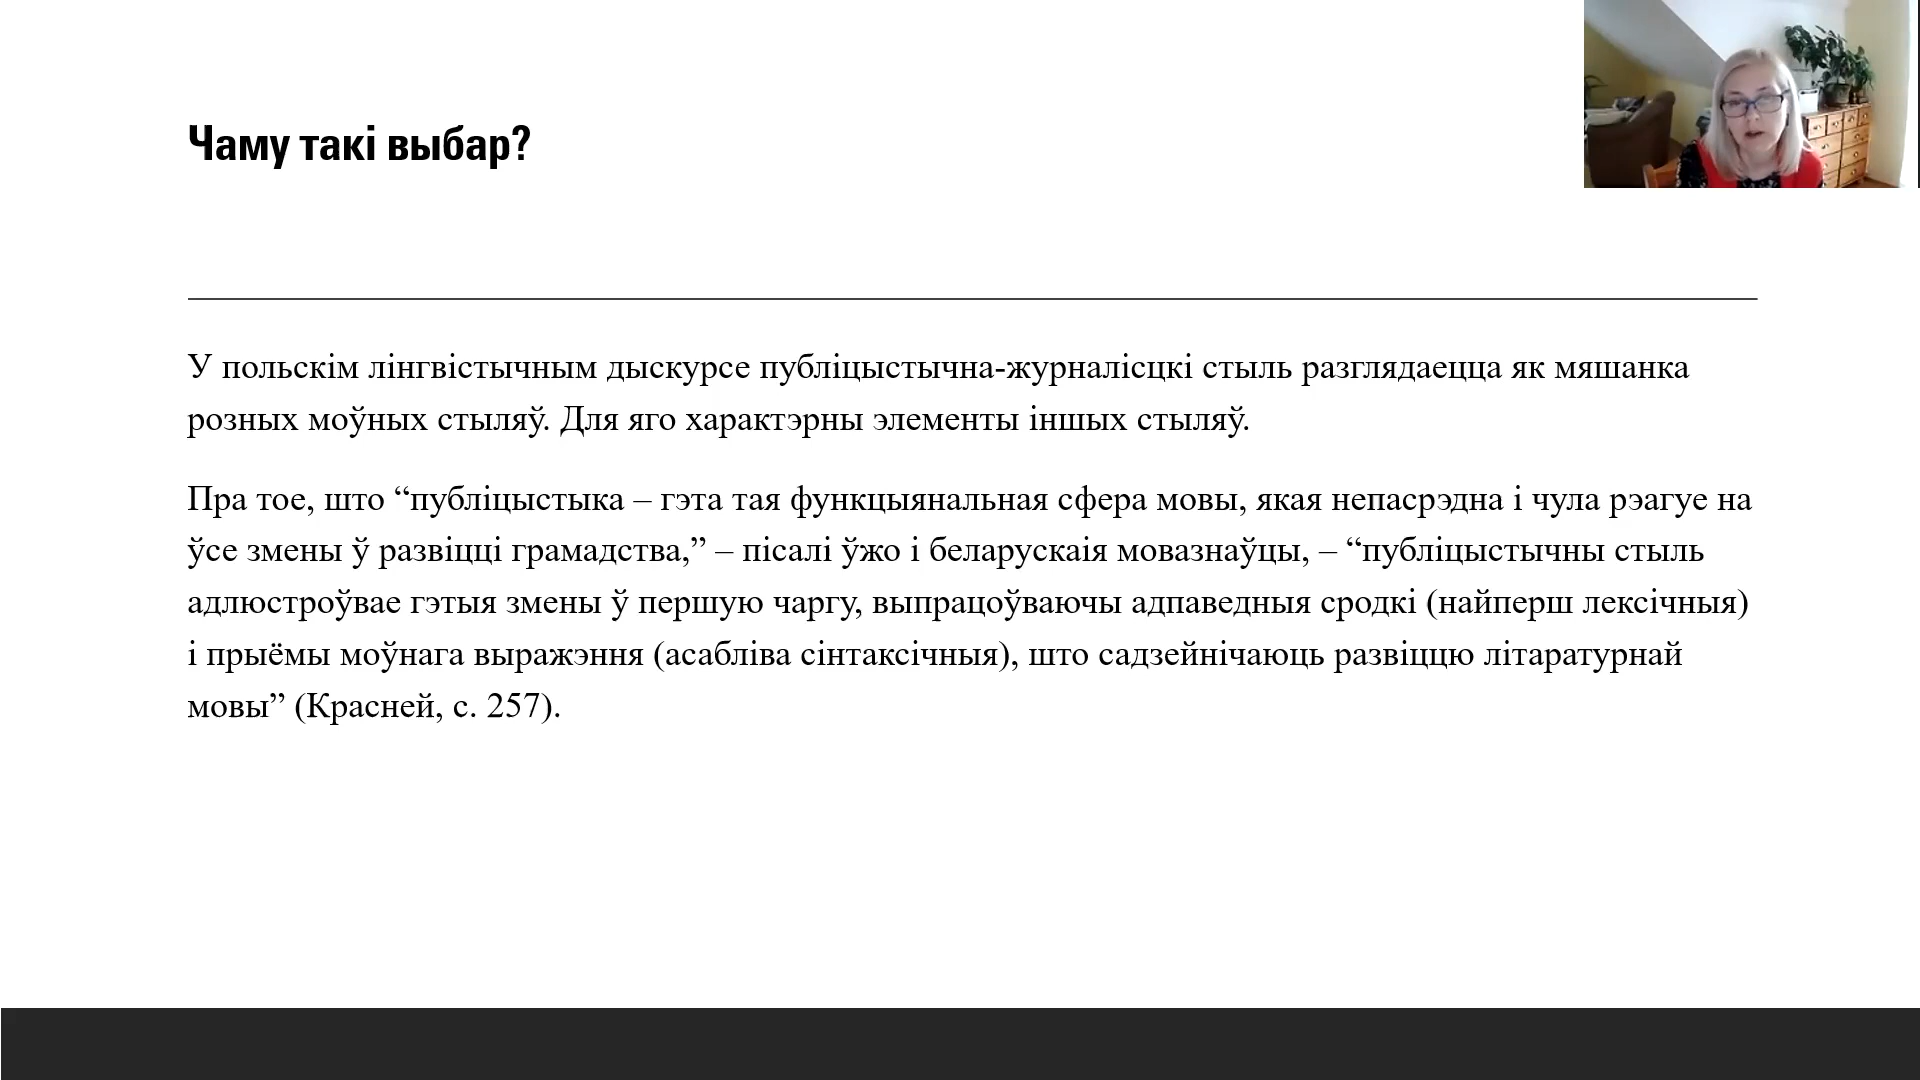 Чаму такі выбар?
У польскім лінгвістычным дыскурсе публіцыстычна-журналісцкі стыль разглядаецца як мяшанка
розных моўных стыляў. Для яго характэрны элементы іншых стыляў.
Пра тое, што “публіцыстыка – гэта тая функцыянальная сфера мовы, якая непасрэдна і чула рэагуе на
ўсе змены ў развіцці грамадства,” – пісалі ўжо і беларускаія мовазнаўцы, – “публіцыстычны стыль
адлюстроўвае гэтыя змены ў першую чаргу, выпрацоўваючы адпаведныя сродкі (найперш лексічныя)
і прыёмы моўнага выражэння (асабліва сінтаксічныя), што садзейнічаюць развіццю літаратурнай
мовы” (Красней, с. 257).